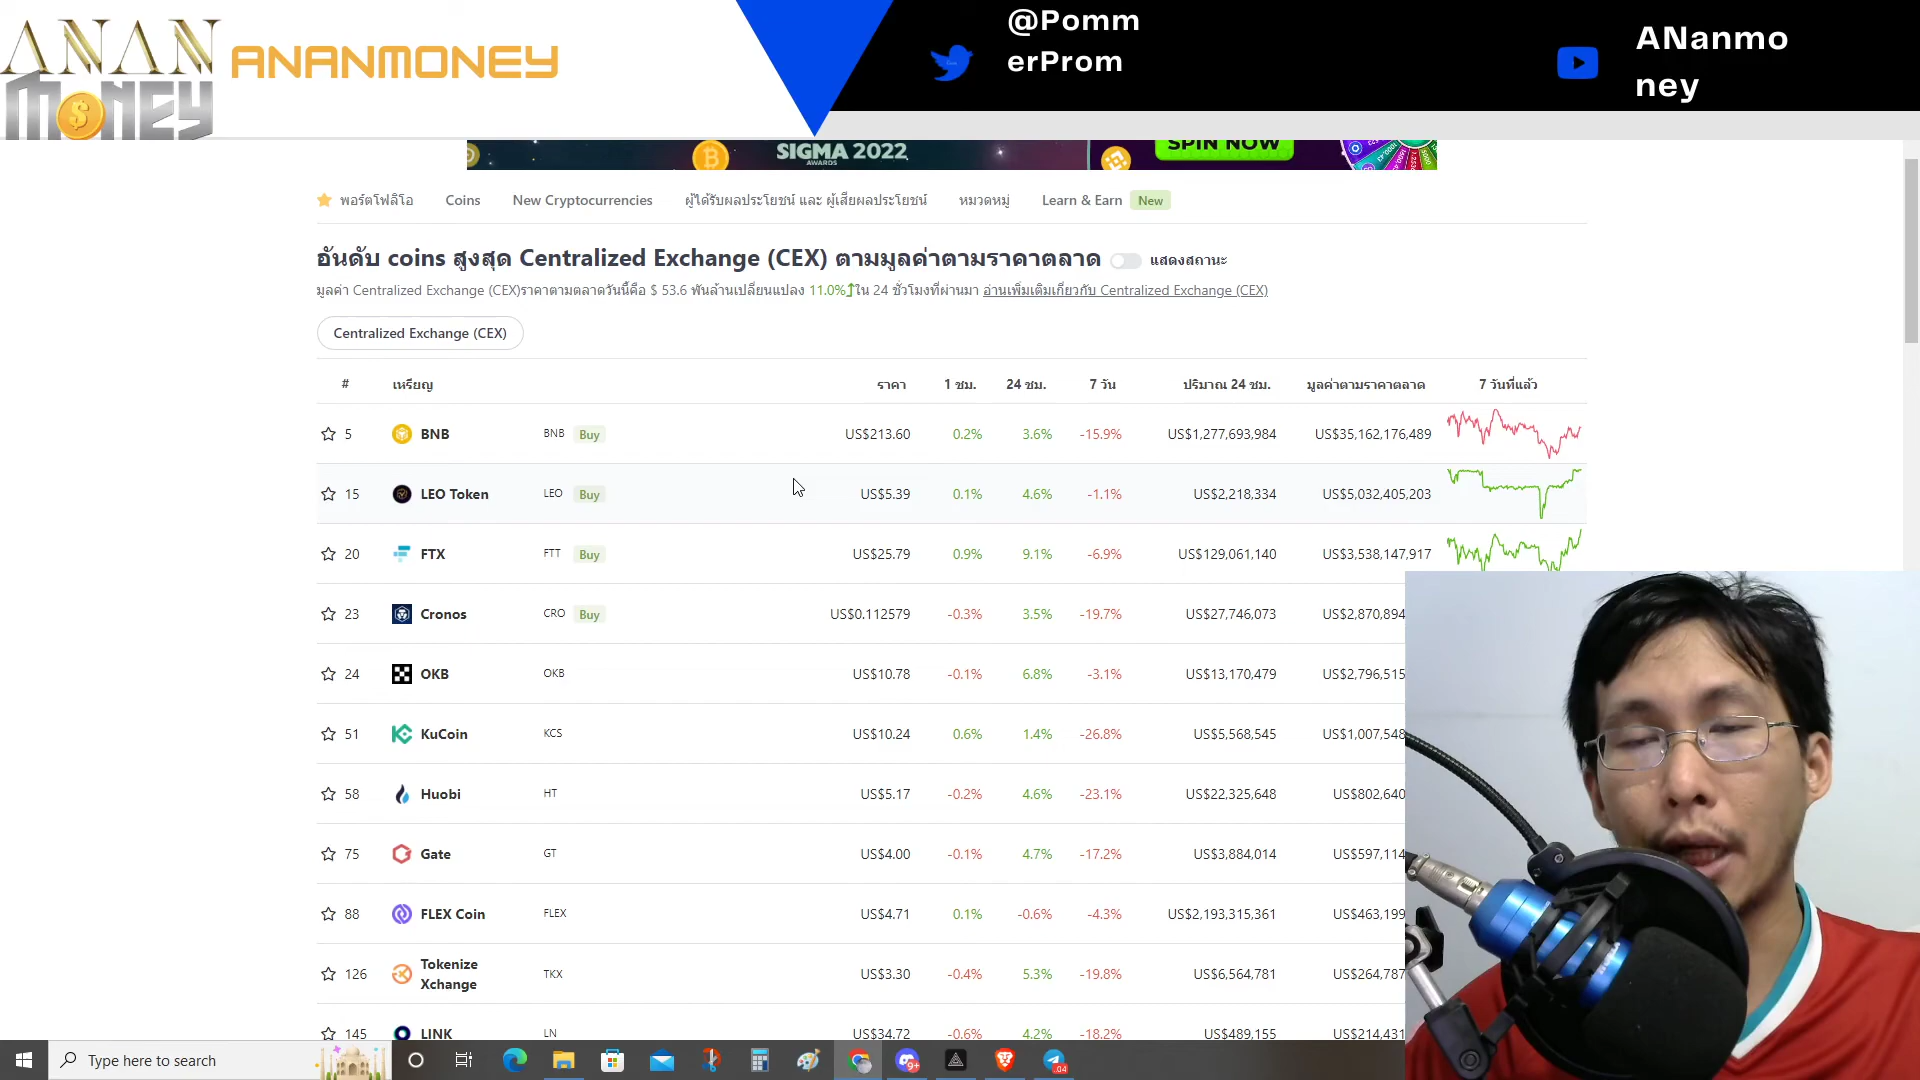 ANAN
MONEY
ANANMONEY
@Pomm
erProm
ANanmo
ney
SIGMA 2022
AWARDS
SPIN NOW
พอร์ตโฟลิโอ Coins New Cryptocurrencies ผู้ได้รับผลประโยชน์ และ ผู้เสียผลประโยชน์ หมวดหมู่ Learn & Earn New
อันดับ coins สูงสุด Centralized Exchange (CEX) ตามมูลค่าตามราคาตลาด แสดงสถานะ
มูลค่า Centralized Exchange (CEX)ราคาตามตลาดวันนี้คือ $ 53.6 พันล้านเปลี่ยนแปลง 11.0% ใน 24 ชั่วโมงที่ผ่านมา อ่านเพิ่มเติมเกี่ยวกับ Centralized Exchange (CEX)
Centralized Exchange (CEX)
# เหรียญ ราคา 1 ชม. 24 ชม. 7 วัน ปริมาณ 24 ชม. มูลค่าตามราคาตลาด 7 วันที่แล้ว
5 BNB BNB Buy US$213.60 0.2% 3.6% -15.9% US$1,277,693,984 US$35,162,176,489
15 LEO Token LEO Buy US$5.39 0.1% 4.6% -1.1% US$2,218,334 US$5,032,405,203
20 FTX FTT Buy US$25.79 0.9% 9.1% -6.9% US$129,061,140 US$3,538,147,917
23 Cronos CRO Buy US$0.112579 -0.3% 3.5% -19.7% US$27,746,073 US$2,870,894
24 OKB OKB US$10.78 -0.1% 6.8% -3.1% US$13,170,479 US$2,796,515
51 KuCoin KCS US$10.24 0.6% 1.4% -26.8% US$5,568,545 US$1,007,548
58 Huobi HT US$5.17 -0.2% 4.6% -23.1% US$22,325,648 US$802,640
75 Gate GT US$4.00 -0.1% 4.7% -17.2% US$3,884,014 US$597,114
88 FLEX Coin FLEX US$4.71 0.1% -0.6% -4.3% US$2,193,315,361 US$463,199
126 Tokenize Xchange TKX US$3.30 -0.4% 5.3% -19.8% US$6,564,781 US$264,787
145 LINK LN US$34.72 -0.6% 4.2% -18.2% US$489,155 US$214,431
Type here to search